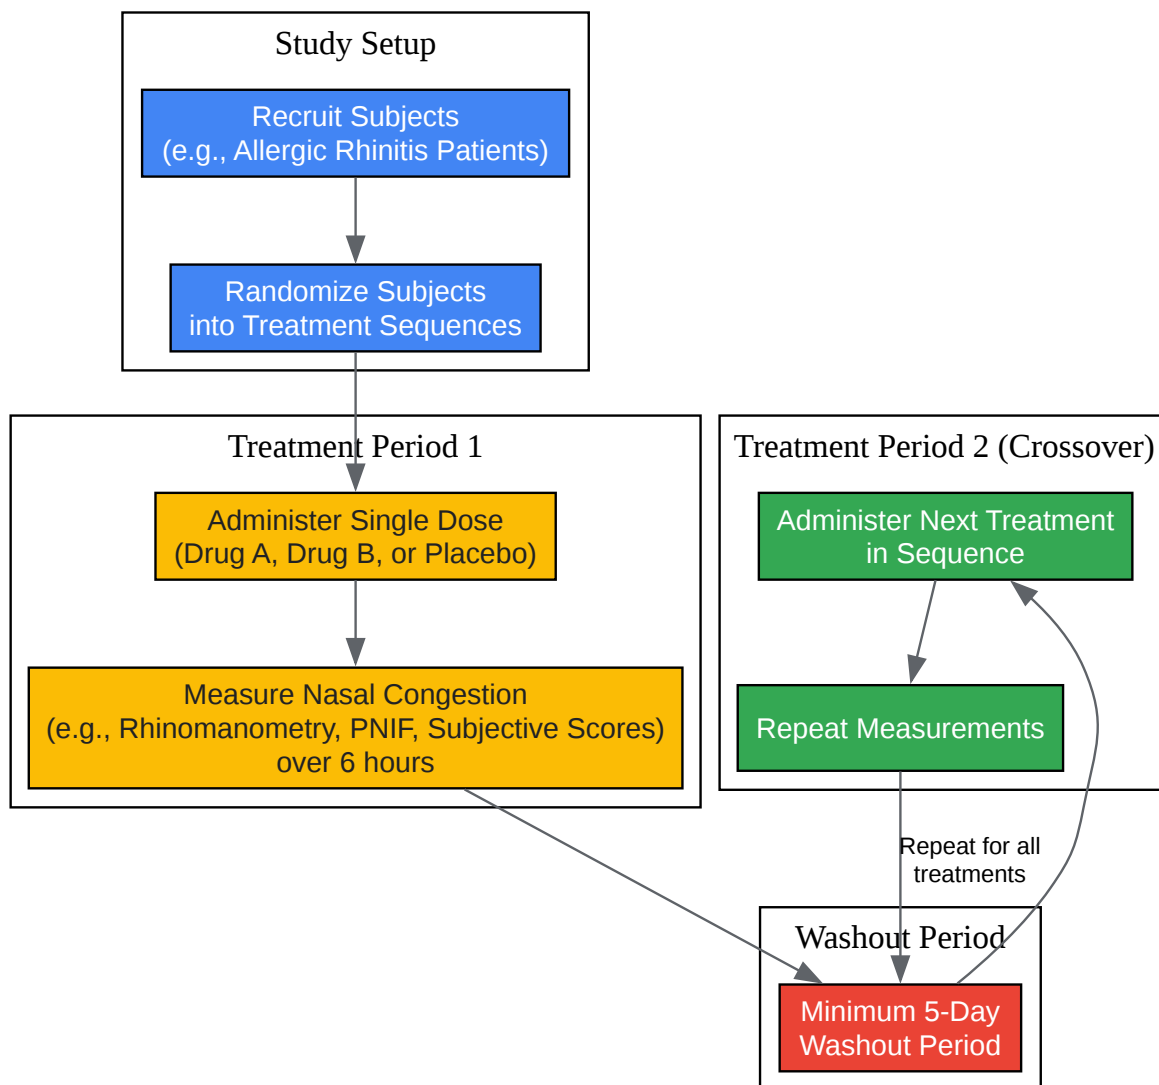 Study Setup
Recruit Subjects
(e.g., Allergic Rhinitis Patients)
Randomize Subjects
into Treatment Sequences
Treatment Period 1
Administer Single Dose
(Drug A, Drug B, or Placebo)
Measure Nasal Congestion
(e.g., Rhinomanometry, PNIF, Subjective Scores)
over 6 hours
Treatment Period 2 (Crossover)
Administer Next Treatment
in Sequence
Repeat Measurements
Repeat for all
treatments
Washout Period
Minimum 5-Day
Washout Period